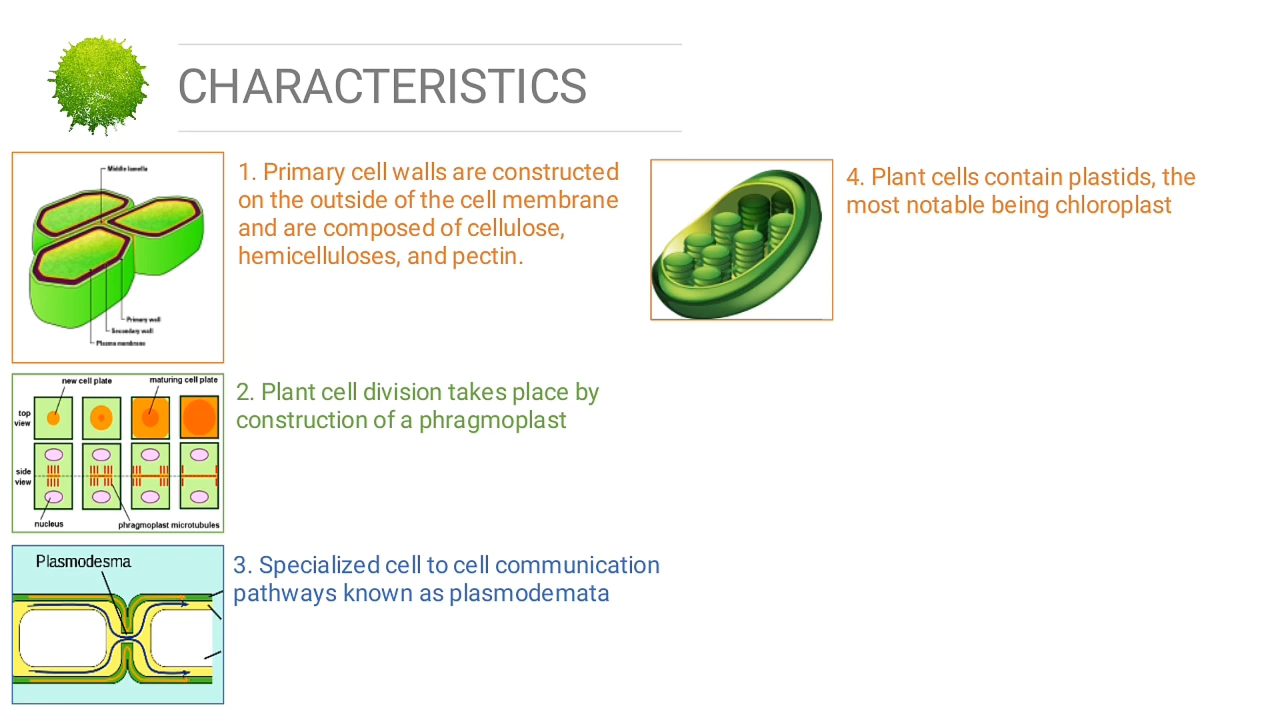 CHARACTERISTICS
Middle lamella
Primary wall
Secondary wall
Plasma membrane
1. Primary cell walls are constructed
on the outside of the cell membrane
and are composed of cellulose,
hemicelluloses, and pectin.
new cell plate
maturing cell plate
top
view
side
view
nucleus
phragmoplast microtubules
2. Plant cell division takes place by
construction of a phragmoplast
Plasmodesma
3. Specialized cell to cell communication
pathways known as plasmodemata
4. Plant cells contain plastids, the
most notable being chloroplast